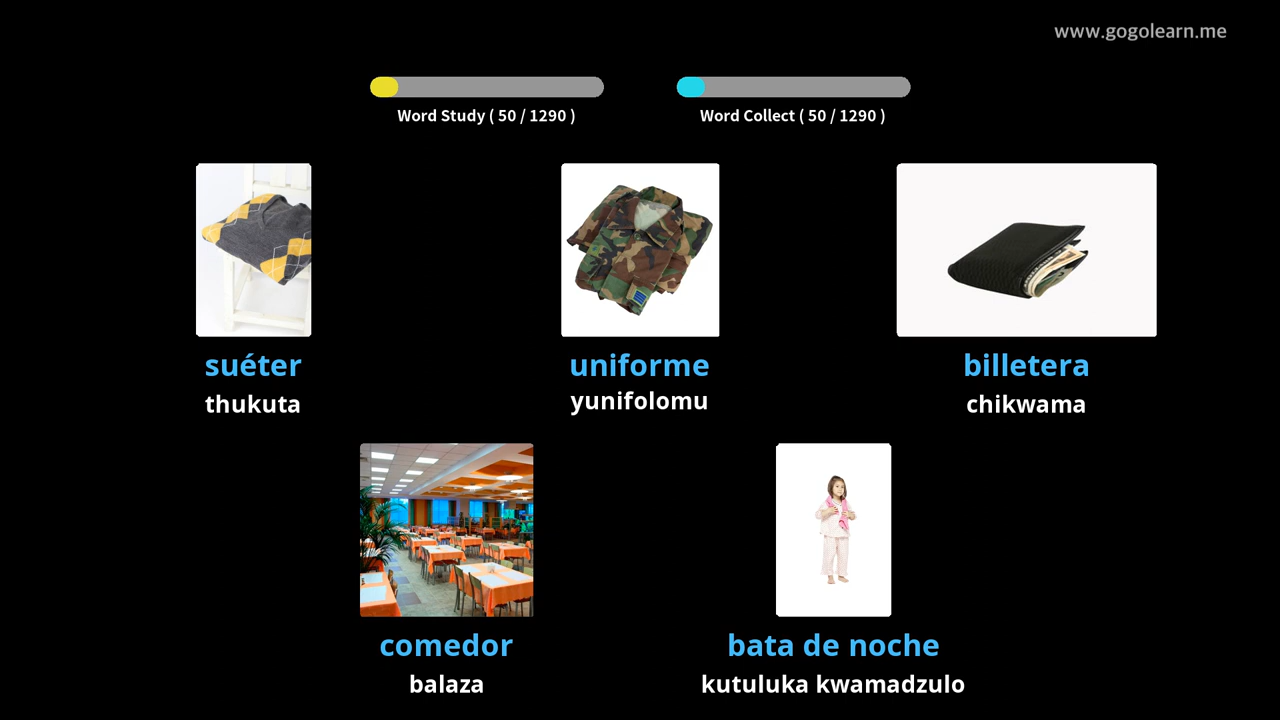 www.gogolearn.me
Word Study ( 50 / 1290 )
Word Collect ( 50 / 1290 )
suéter
thukuta
uniforme
yunifolomu
billetera
chikwama
comedor
balaza
bata de noche
kutuluka kwamadzulo